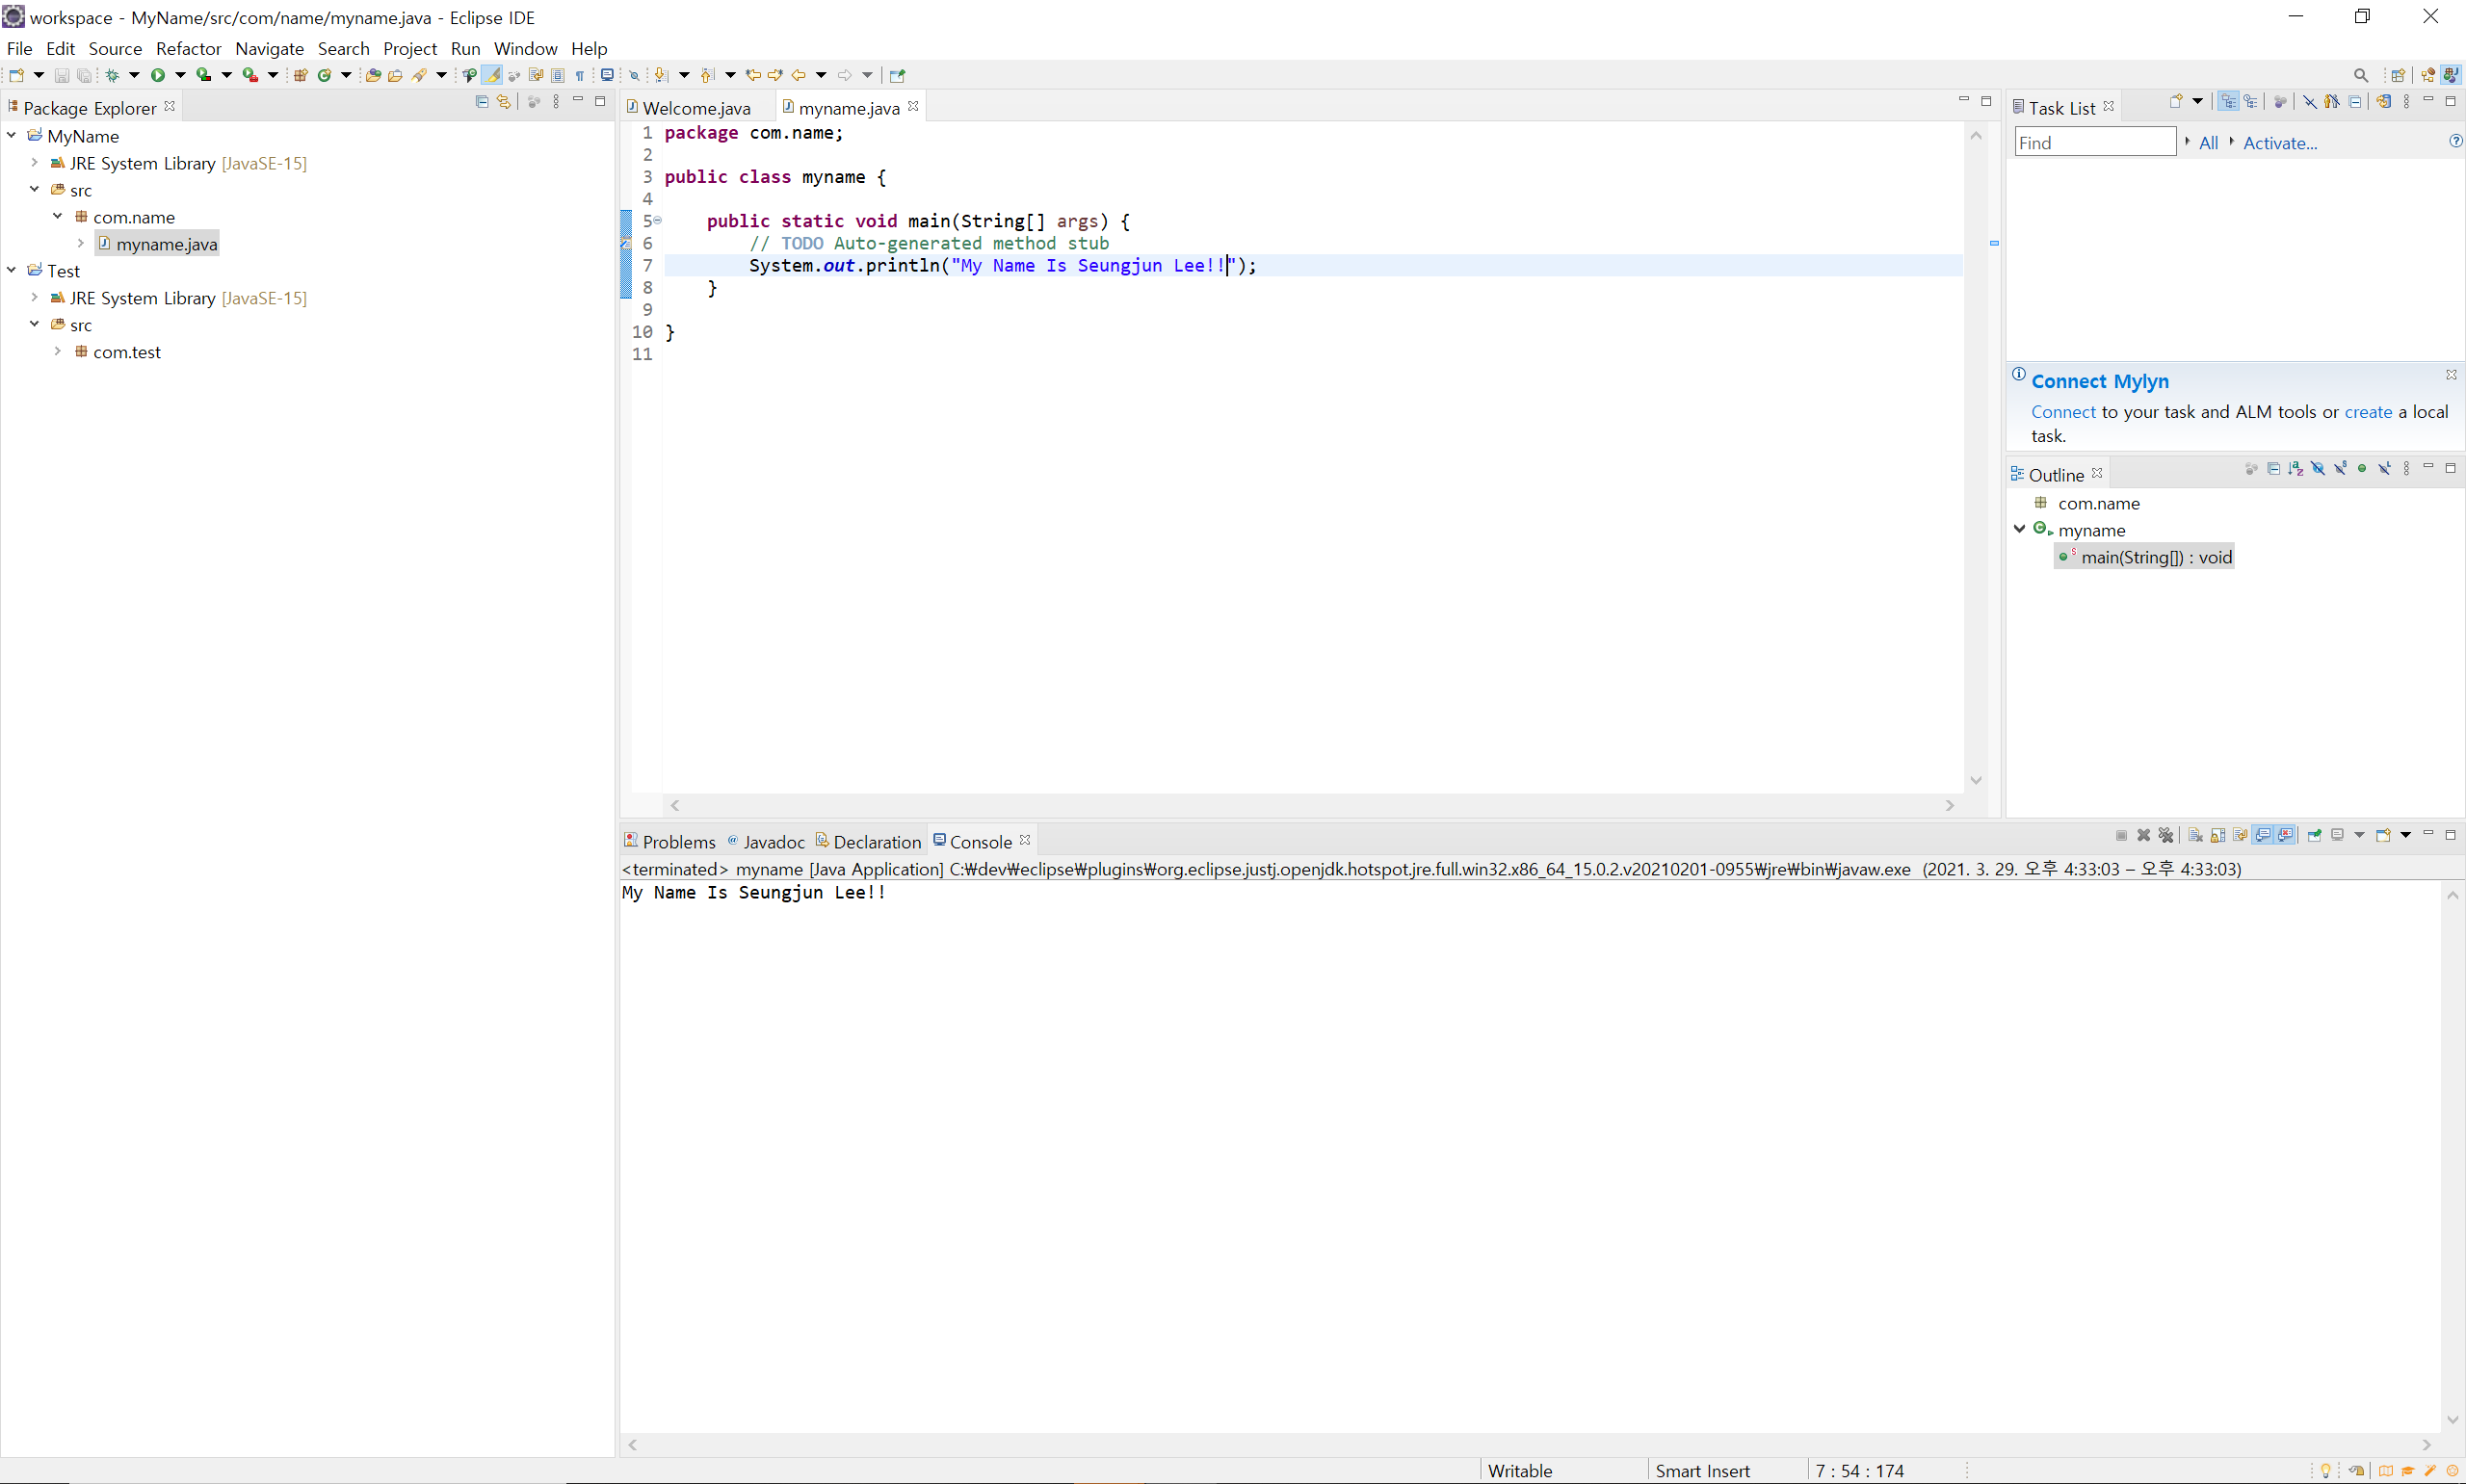 workspace - MyName/src/com/name/myname.java - Eclipse IDE
File Edit Source Refactor Navigate Search Project Run Window Help
Package Explorer
MyName
JRE System Library [JavaSE-15]
src
com.name
myname.java
Test
JRE System Library [JavaSE-15]
src
com.test
Welcome.java myname.java
1 package com.name;
2
3 public class myname {
4
5 public static void main(String[] args) {
6 // TODO Auto-generated method stub
7 System.out.println("My Name Is Seungjun Lee!!");
8 }
9
10 }
11
Task List
Find All Activate...
Connect Mylyn
Connect to your task and ALM tools or create a local
task.
Outline
com.name
myname
main(String[]) : void
Problems Javadoc Declaration Console
<terminated> myname [Java Application] C:₩dev₩eclipse₩plugins₩org.eclipse.justj.openjdk.hotspot.jre.full.win32.x86_64_15.0.2.v20210201-0955₩jre₩bin₩javaw.exe (2021. 3. 29. 오후 4:33:03 – 오후 4:33:03)
My Name Is Seungjun Lee!!
Writable Smart Insert 7 : 54 : 174